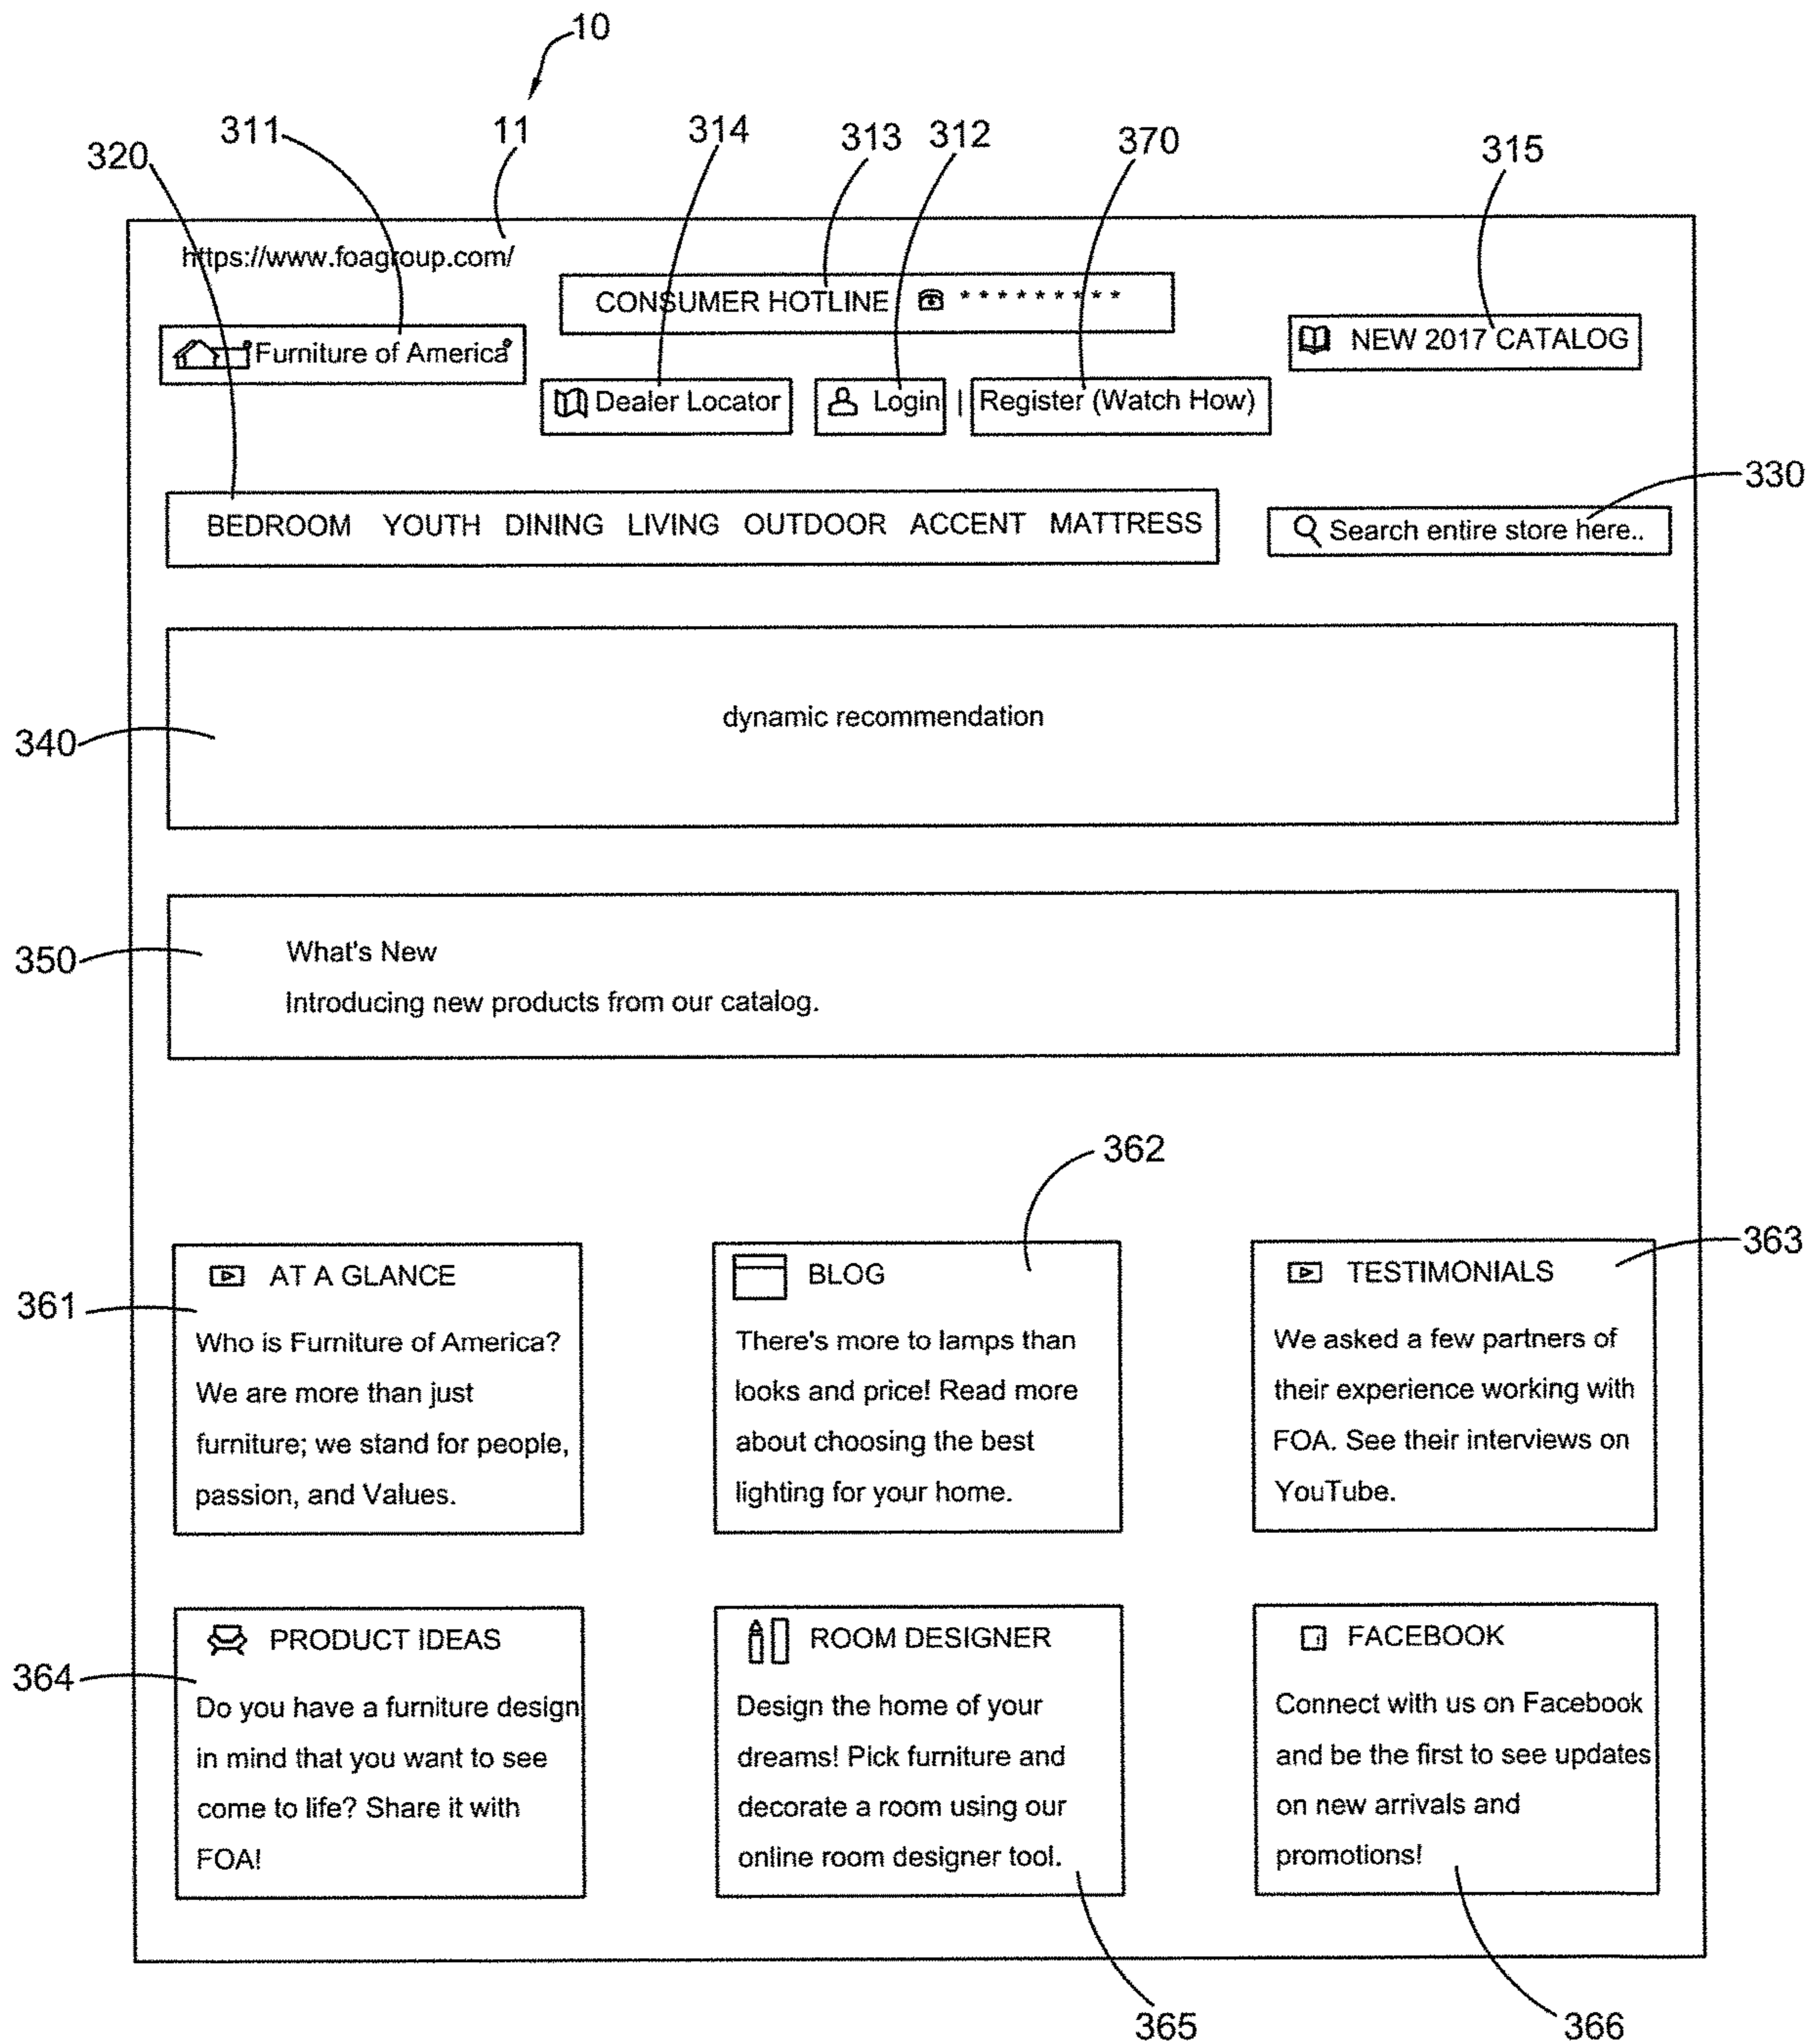 10
311
11
314
313
312
370
315
320
https://www.foagroup.com/
CONSUMER HOTLINE *********
Furniture of America
NEW 2017 CATALOG
Dealer Locator
Login | Register (Watch How)
330
BEDROOM YOUTH DINING LIVING OUTDOOR ACCENT MATTRESS
Search entire store here..
340
dynamic recommendation
350
What's New
Introducing new products from our catalog.
362
363
361
AT A GLANCE
Who is Furniture of America?
We are more than just
furniture; we stand for people,
passion, and Values.
BLOG
There's more to lamps than
looks and price! Read more
about choosing the best
lighting for your home.
TESTIMONIALS
We asked a few partners of
their experience working with
FOA. See their interviews on
YouTube.
364
PRODUCT IDEAS
Do you have a furniture design
in mind that you want to see
come to life? Share it with
FOA!
ROOM DESIGNER
Design the home of your
dreams! Pick furniture and
decorate a room using our
online room designer tool.
FACEBOOK
Connect with us on Facebook
and be the first to see updates
on new arrivals and
promotions!
365
366